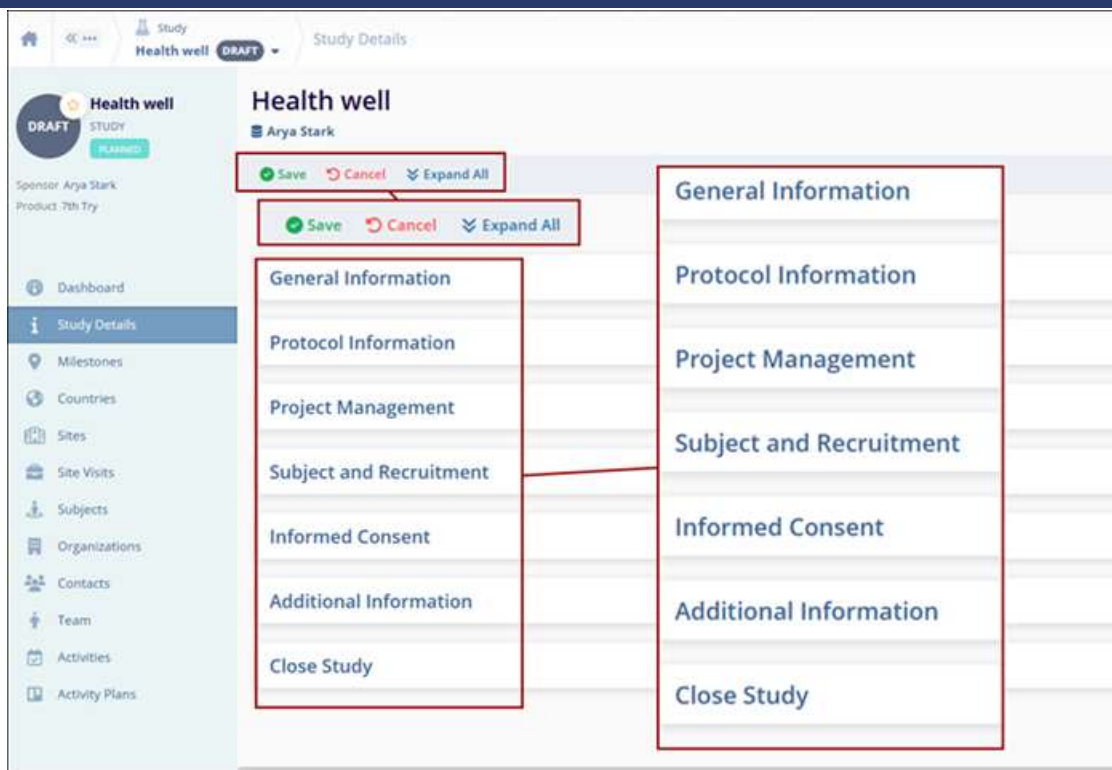 Study
Health well DRAFT
Study Details
DRAFT
Health well
STUDY
PLANNED
Sponsor Arya Stark
Product 7th Try
Dashboard
Study Details
Milestones
Countries
Sites
Site Visits
Subjects
Organizations
Contacts
Team
Activities
Activity Plans
Health well
Arya Stark
Save Cancel Expand All
Save Cancel Expand All
General Information
Protocol Information
Project Management
Subject and Recruitment
Informed Consent
Additional Information
Close Study
General Information
Protocol Information
Project Management
Subject and Recruitment
Informed Consent
Additional Information
Close Study